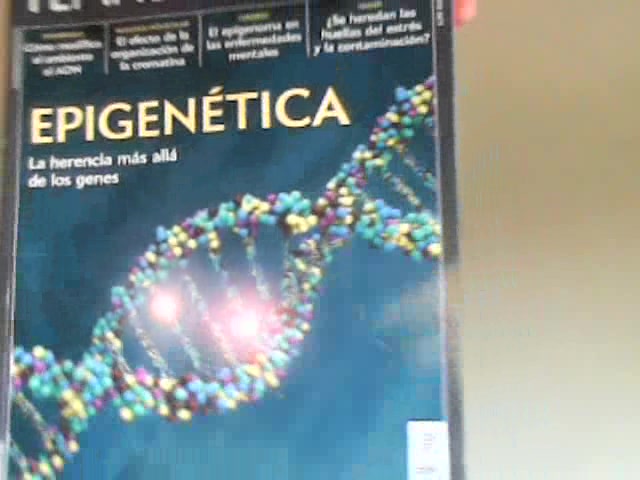 ¿Cómo modifica
el ambiente
el ADN
El efecto de la
organización de
la cromatina
El epigenoma en
las enfermedades
mentales
¿Se heredan las
huellas del estrés
y la contaminación?
EPIGENÉTICA
La herencia más allá
de los genes